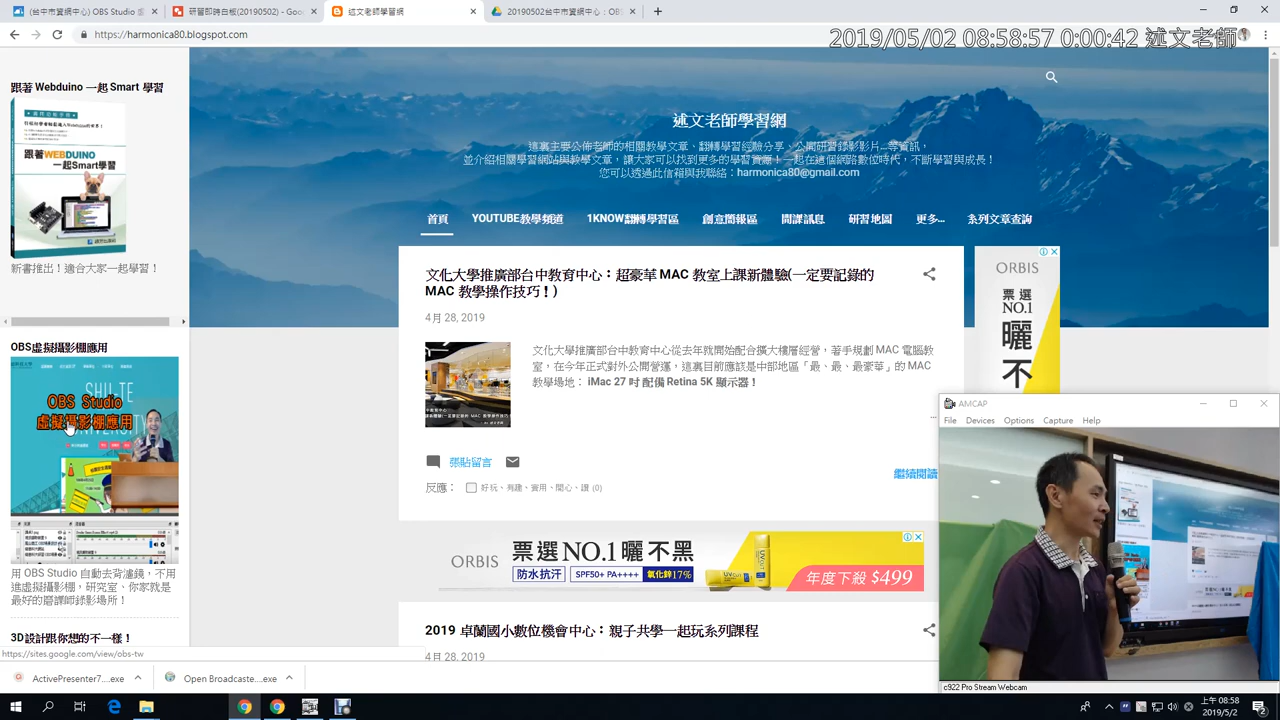 (台中市賓網中心) OBS Studio 虛
研習即時白板(20190502) - Goo
述文老師學習網
20190502台中市賓網中心：OBS
https://harmonica80.blogspot.com
2019/05/02 08:58:57 0:00:42 述文老師
跟著 Webduino 一起 Smart 學習
跟著WEBDUINO
一起Smart學習
新書推出！適合大家一起學習！
OBS虛擬攝影棚應用
OBS Studio
虛擬攝影棚應用
用 OBS Studio 自動去背濾鏡，不用
進虛擬攝影棚，研究室、你家就是
最好的磨課師錄影場所！
3D設計跟你想的不一樣！
https://sites.google.com/view/obs-tw
述文老師學習網
這裏主要公佈老師的相關教學文章、翻轉學習經驗分享、公開研習錄影影片...等資訊，
並介紹相關學習網站與教學文章，讓大家可以找到更多的學習資源！一起在這個網路數位時代，不斷學習與成長！
您可以透過此信箱與我聯絡：harmonica80@gmail.com
首頁 YOUTUBE教學頻道 1KNOW翻轉學習區 創意簡報區 開課訊息 研習地圖 更多... 系列文章查詢
文化大學推廣部台中教育中心：超豪華 MAC 教室上課新體驗(一定要記錄的
MAC 教學操作技巧！)
4月 28, 2019
文化大學推廣部台中教育中心從去年就開始配合擴大樓層經營，著手規劃 MAC 電腦教
室，在今年正式對外公開營運，這裏目前應該是中部地區「最、最、最豪華」的 MAC
教學場地： iMac 27 吋 配備 Retina 5K 顯示器！
...
張貼留言
繼續閱讀
反應： 好玩、有趣、實用、開心、讚 (0)
ORBIS
票選
NO.1
曬
不
ORBIS 票選NO.1曬不黑
防水抗汗 SPF50+ PA++++ 氧化鋅17%
年度下殺 $499
2019 卓蘭國小數位機會中心：親子共學一起玩系列課程
4月 28, 2019
AMCAP
File Devices Options Capture Help
c922 Pro Stream Webcam
ActivePresenter7....exe
Open Broadcaste....exe
上午 08:58
2019/5/2
2